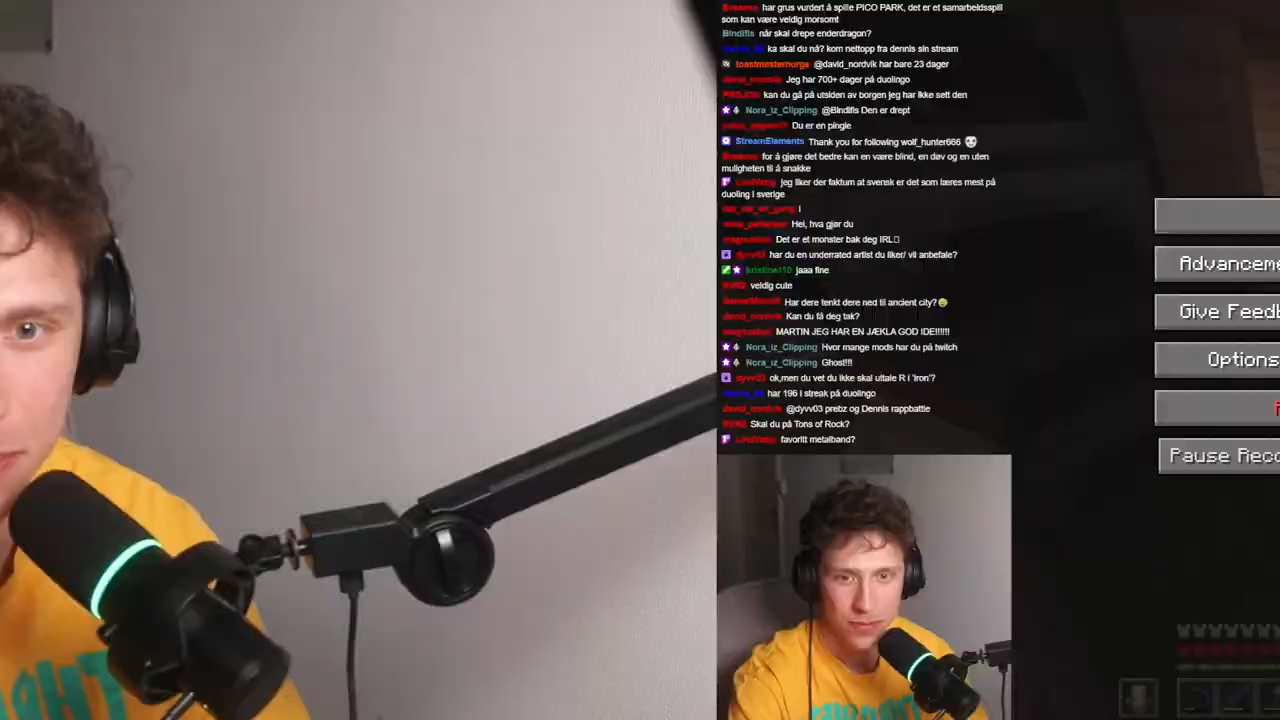 har grus vurdert å spille PICO PARK, det er et samarbeidsspill
som kan være veldig morsomt
Blndifis når skal drepe enderdragon?
ka skal du nå? kom nettopp fra dennis sin stream
toastmesternorge @david_nordvik har bare 23 dager
david_nordvik Jeg har 700+ dager på duolingo
kan du gå på utsiden av borgen jeg har ikke sett den
Nora_iz_Clipping @Blndifis Den er drept
Du er en pingle
StreamElements Thank you for following wolf_hunter666
for å gjøre det bedre kan en være blind, en døv og en uten
muligheten til å snakke
jeg liker der faktum at svensk er det som læres mest på
duoling i sverige
i
Hei, hva gjør du
Det er et monster bak deg IRL
dyvv03 har du en underrated artist du liker/ vil anbefale?
kristine110 jaaa fine
veldig cute
Har dere tenkt dere ned til ancient city?
david_nordvik Kan du få deg tak?
MARTIN JEG HAR EN JÆKLA GOD IDE!!!!!!
Nora_iz_Clipping Hvor mange mods har du på twitch
Nora_iz_Clipping Ghost!!!!
dyvv03 ok,men du vet du ikke skal uttale R i 'iron'?
har 196 i streak på duolingo
david_nordvik @dyvv03 prebz og Dennis rappbattle
Skal du på Tons of Rock?
favoritt metalband?
Advanceme
Give Feedb
Options
Pause Reco